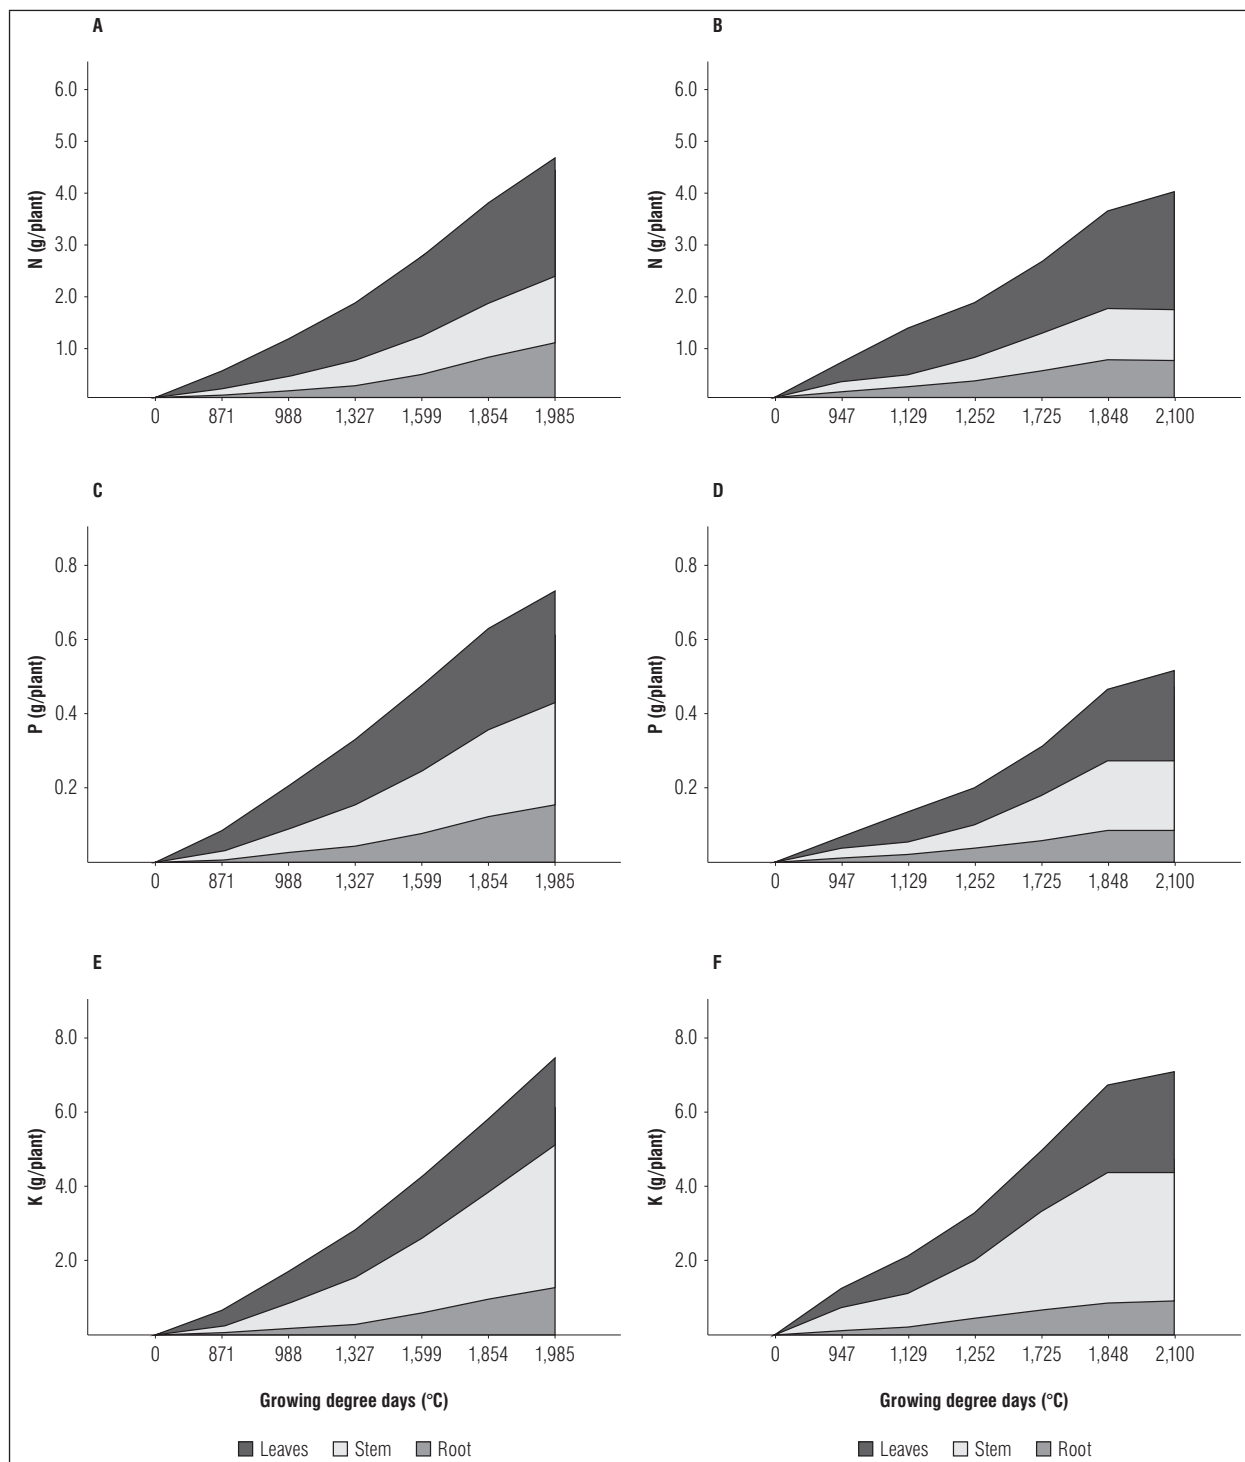 A
N (g/plant)
6.0
5.0
4.0
3.0
2.0
1.0
0 871 988 1,327 1,599 1,854 1,985
B
N (g/plant)
6.0
5.0
4.0
3.0
2.0
1.0
0 947 1,129 1,252 1,725 1,848 2,100
C
P (g/plant)
0.8
0.6
0.4
0.2
0 871 988 1,327 1,599 1,854 1,985
D
P (g/plant)
0.8
0.6
0.4
0.2
0 947 1,129 1,252 1,725 1,848 2,100
E
K (g/plant)
8.0
6.0
4.0
2.0
0 871 988 1,327 1,599 1,854 1,985
Growing degree days (°C)
Leaves Stem Root
F
K (g/plant)
8.0
6.0
4.0
2.0
0 947 1,129 1,252 1,725 1,848 2,100
Growing degree days (°C)
Leaves Stem Root